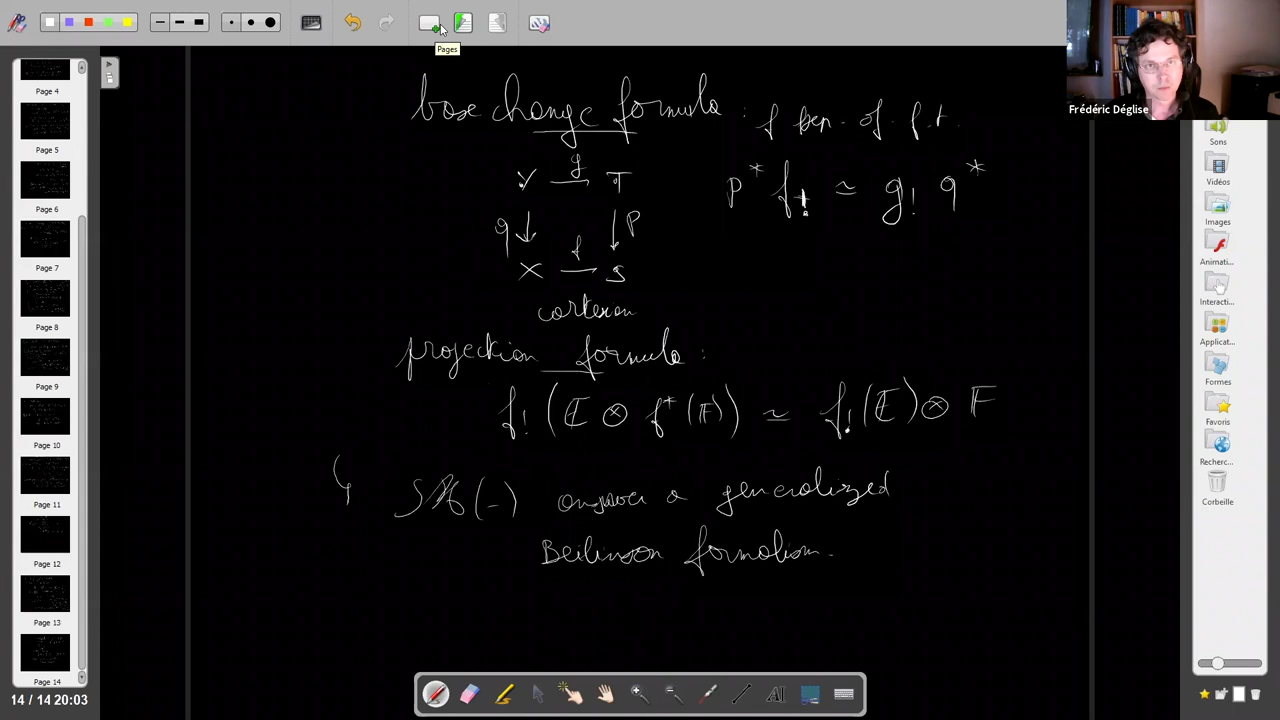 Pages
Frédéric Déglise
base change formula : f sep. of f.t
Y g T
p* f! ≃ g! q*
q p
f
X S
cartesian
projection formula :
f! (E ⊗ f*(F)) ≃ f!(E) ⊗ F
↳ SH(-) answer a generalized
Beilinson formalism.
Page 4
Page 5
Page 6
Page 7
Page 8
Page 9
Page 10
Page 11
Page 12
Page 13
Page 14
14 / 14 20:03
Sons
Vidéos
Images
Animati...
Interacti...
Applicat...
Formes
Favoris
Recherc...
Corbeille
AI